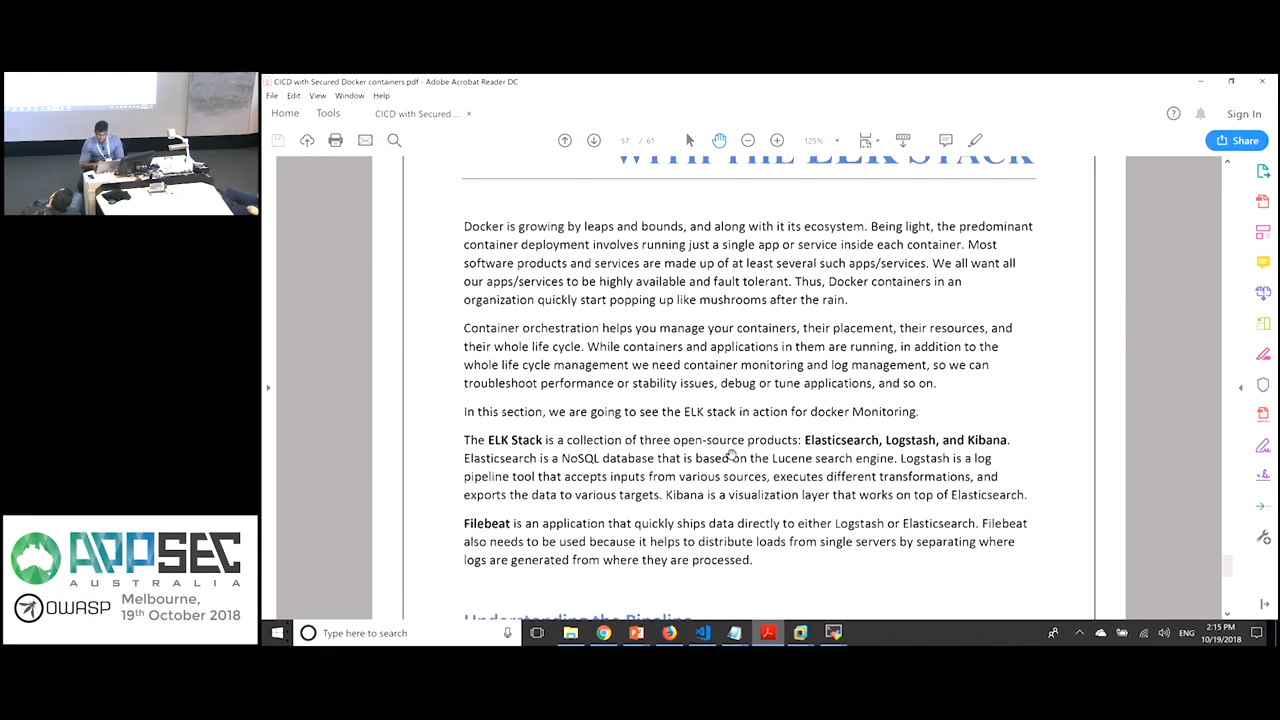 CICD with Secured Docker containers.pdf - Adobe Acrobat Reader DC
File Edit View Window Help
Home Tools CICD with Secured ... × Sign In
57 / 61 125% Share
WITH THE ELK STACK
Docker is growing by leaps and bounds, and along with it its ecosystem. Being light, the predominant
container deployment involves running just a single app or service inside each container. Most
software products and services are made up of at least several such apps/services. We all want all
our apps/services to be highly available and fault tolerant. Thus, Docker containers in an
organization quickly start popping up like mushrooms after the rain.
Container orchestration helps you manage your containers, their placement, their resources, and
their whole life cycle. While containers and applications in them are running, in addition to the
whole life cycle management we need container monitoring and log management, so we can
troubleshoot performance or stability issues, debug or tune applications, and so on.
In this section, we are going to see the ELK stack in action for docker Monitoring.
The ELK Stack is a collection of three open-source products: Elasticsearch, Logstash, and Kibana.
Elasticsearch is a NoSQL database that is based on the Lucene search engine. Logstash is a log
pipeline tool that accepts inputs from various sources, executes different transformations, and
exports the data to various targets. Kibana is a visualization layer that works on top of Elasticsearch.
Filebeat is an application that quickly ships data directly to either Logstash or Elasticsearch. Filebeat
also needs to be used because it helps to distribute loads from single servers by separating where
logs are generated from where they are processed.
Understanding the Pipeline
APPSEC
AUSTRALIA
OWASP
Melbourne,
19th October 2018
Type here to search
ENG
2:15 PM
10/19/2018